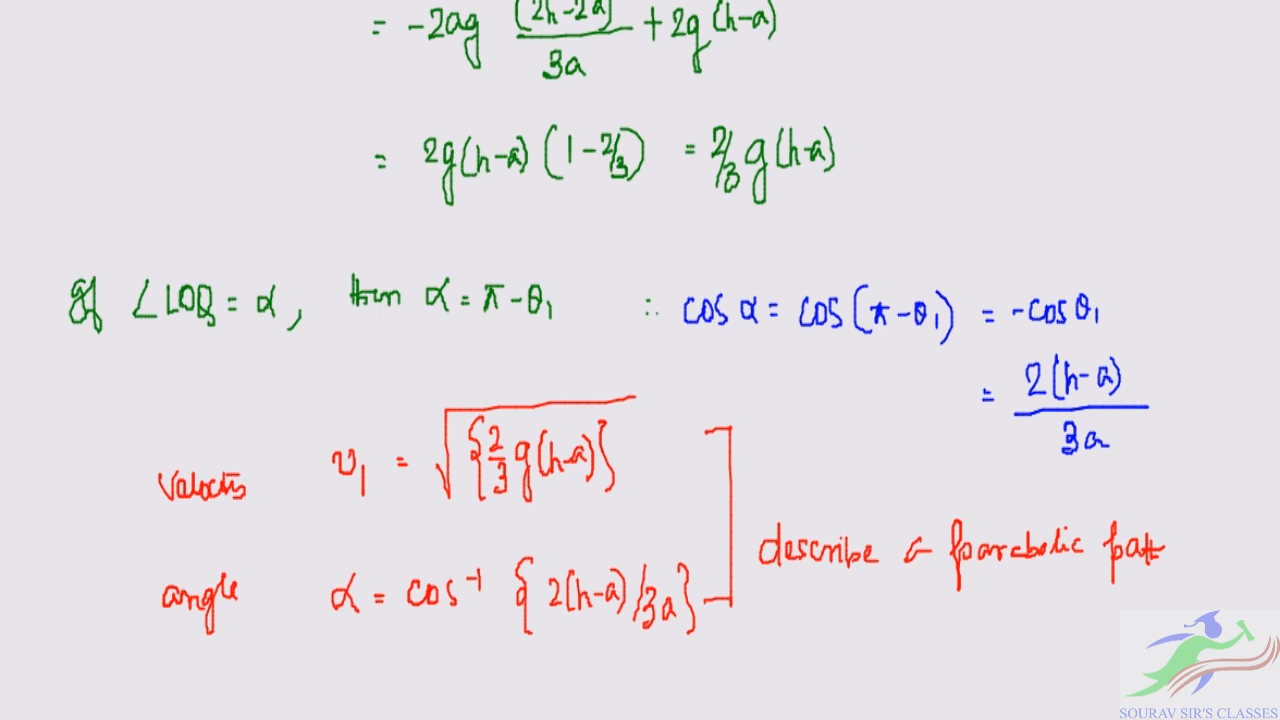 = -2ag (2h-2a)/3a + 2g(h-a)
= 2g(h-a) (1-2/3) = 2/3 g(h-a)
If ∠LOQ = α, then α = π-θ₁ ∴ cos α = cos(π-θ₁) = -cos θ₁
= 2(h-a)/3a
velocity v₁ = √{2/3 g(h-a)}
describe a parabolic path
angle α = cos⁻¹ {2(h-a)/3a}
SOURAV SIR'S CLASSES